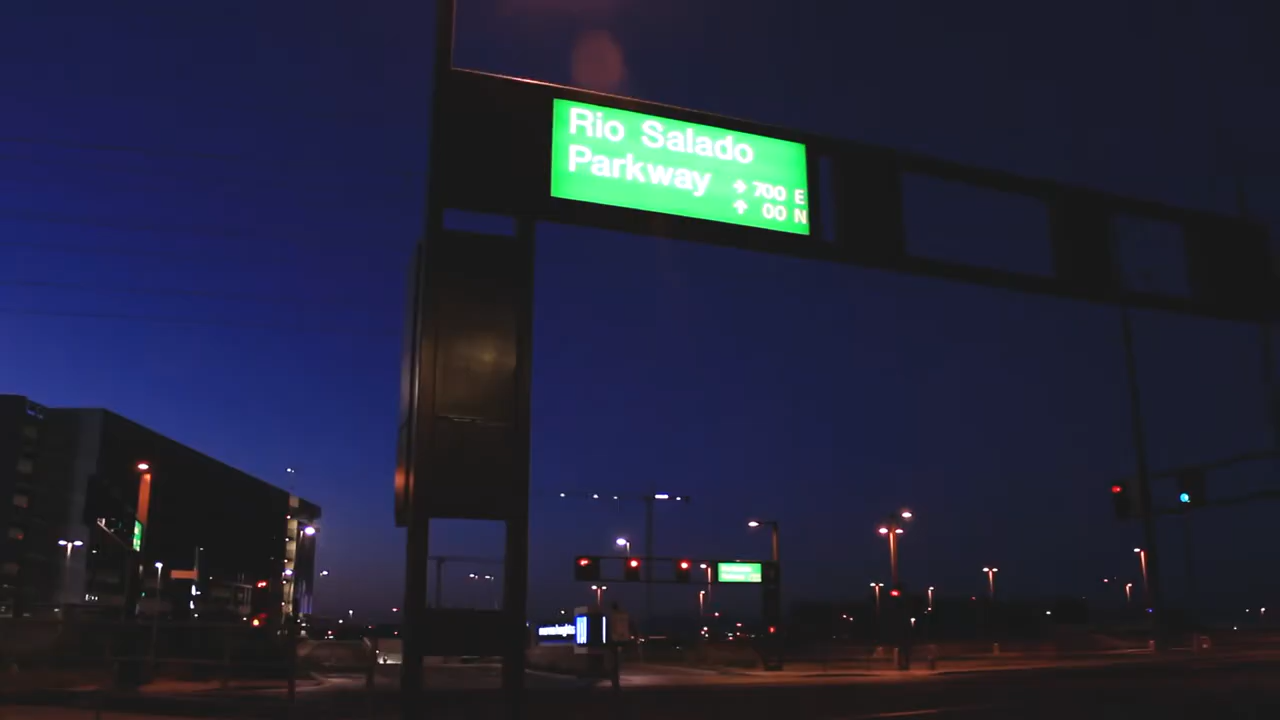 Rio Salado
Parkway
↑ 700 E
↑ 00 N